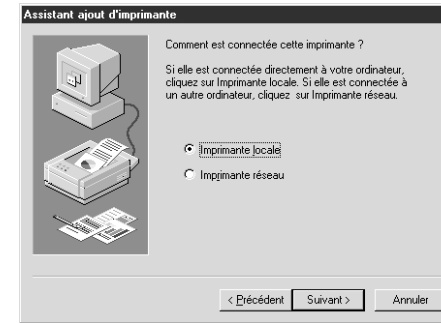 Assistant ajout d'imprimante
Comment est connectée cette imprimante ?
Si elle est connectée directement à votre ordinateur,
cliquez sur Imprimante locale. Si elle est connectée à
un autre ordinateur, cliquez sur Imprimante réseau.
Imprimante locale
Imprimante réseau
< Précédent
Suivant >
Annuler